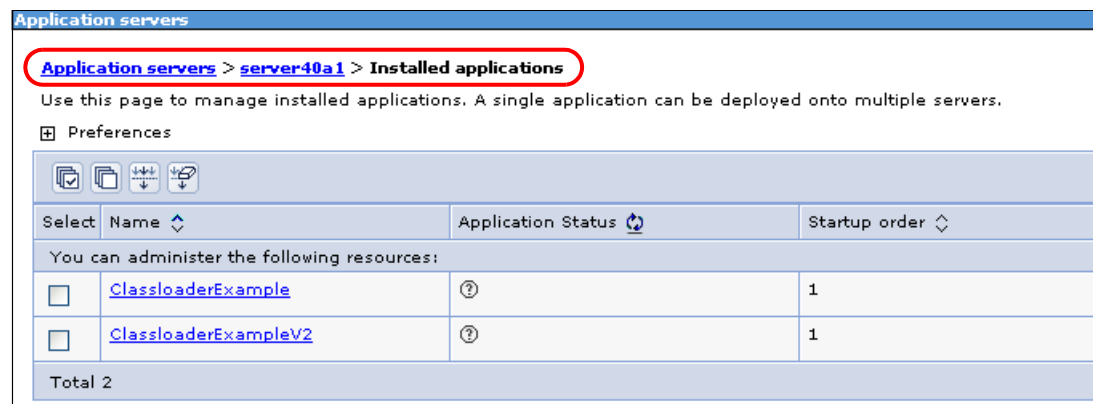 Application servers
Application servers > server40a1 > Installed applications
Use this page to manage installed applications. A single application can be deployed onto multiple servers.
Preferences
Select Name Application Status Startup order
You can administer the following resources:
ClassloaderExample 1
ClassloaderExampleV2 1
Total 2